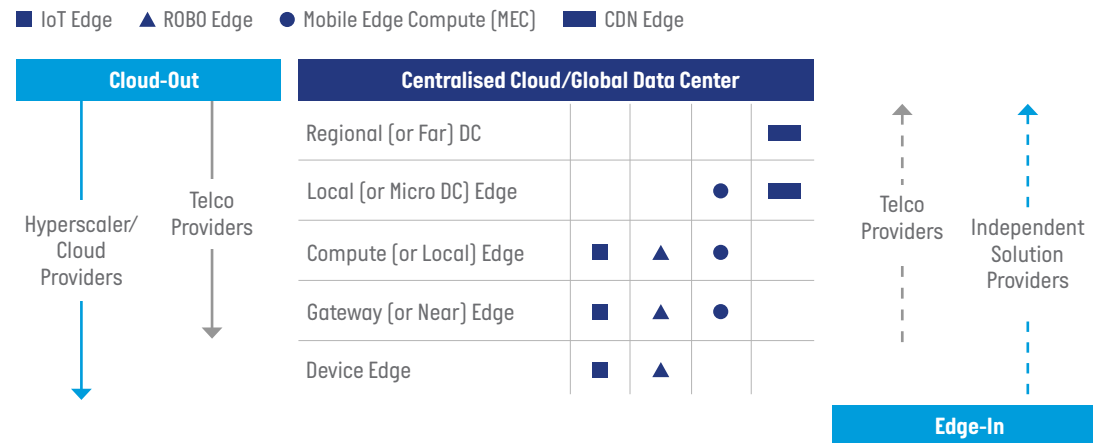 IoT Edge ROBO Edge Mobile Edge Compute (MEC) CDN Edge
Cloud-Out
Centralised Cloud/Global Data Center
Regional (or Far) DC
Local (or Micro DC) Edge
Compute (or Local) Edge
Gateway (or Near) Edge
Device Edge
Hyperscaler/
Cloud
Providers
Telco
Providers
Telco
Providers
Independent
Solution
Providers
Edge-In